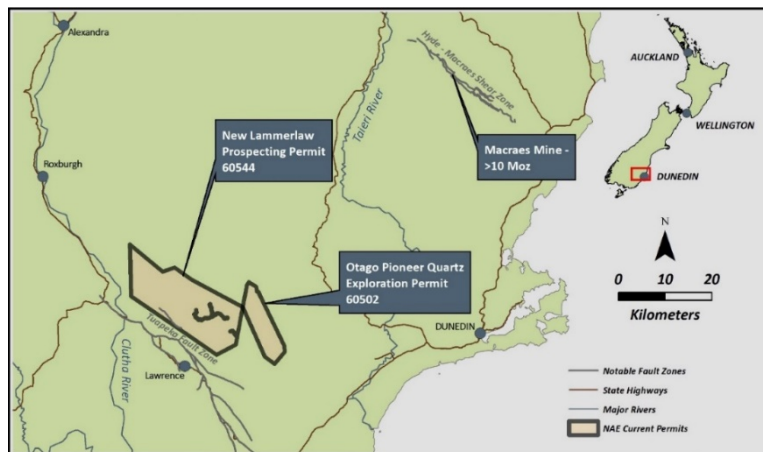 Alexandra
Hyde - Macraes Shear Zone
AUCKLAND
Taieri River
New Lammerlaw
Prospecting Permit
60544
Macraes Mine -
>10 Moz
WELLINGTON
Roxburgh
DUNEDIN
N
Otago Pioneer Quartz
Exploration Permit
60502
0 10 20
Kilometers
Tuapeka Fault Zone
DUNEDIN
Clutha River
Lawrence
Notable Fault Zones
State Highways
Major Rivers
NAE Current Permits